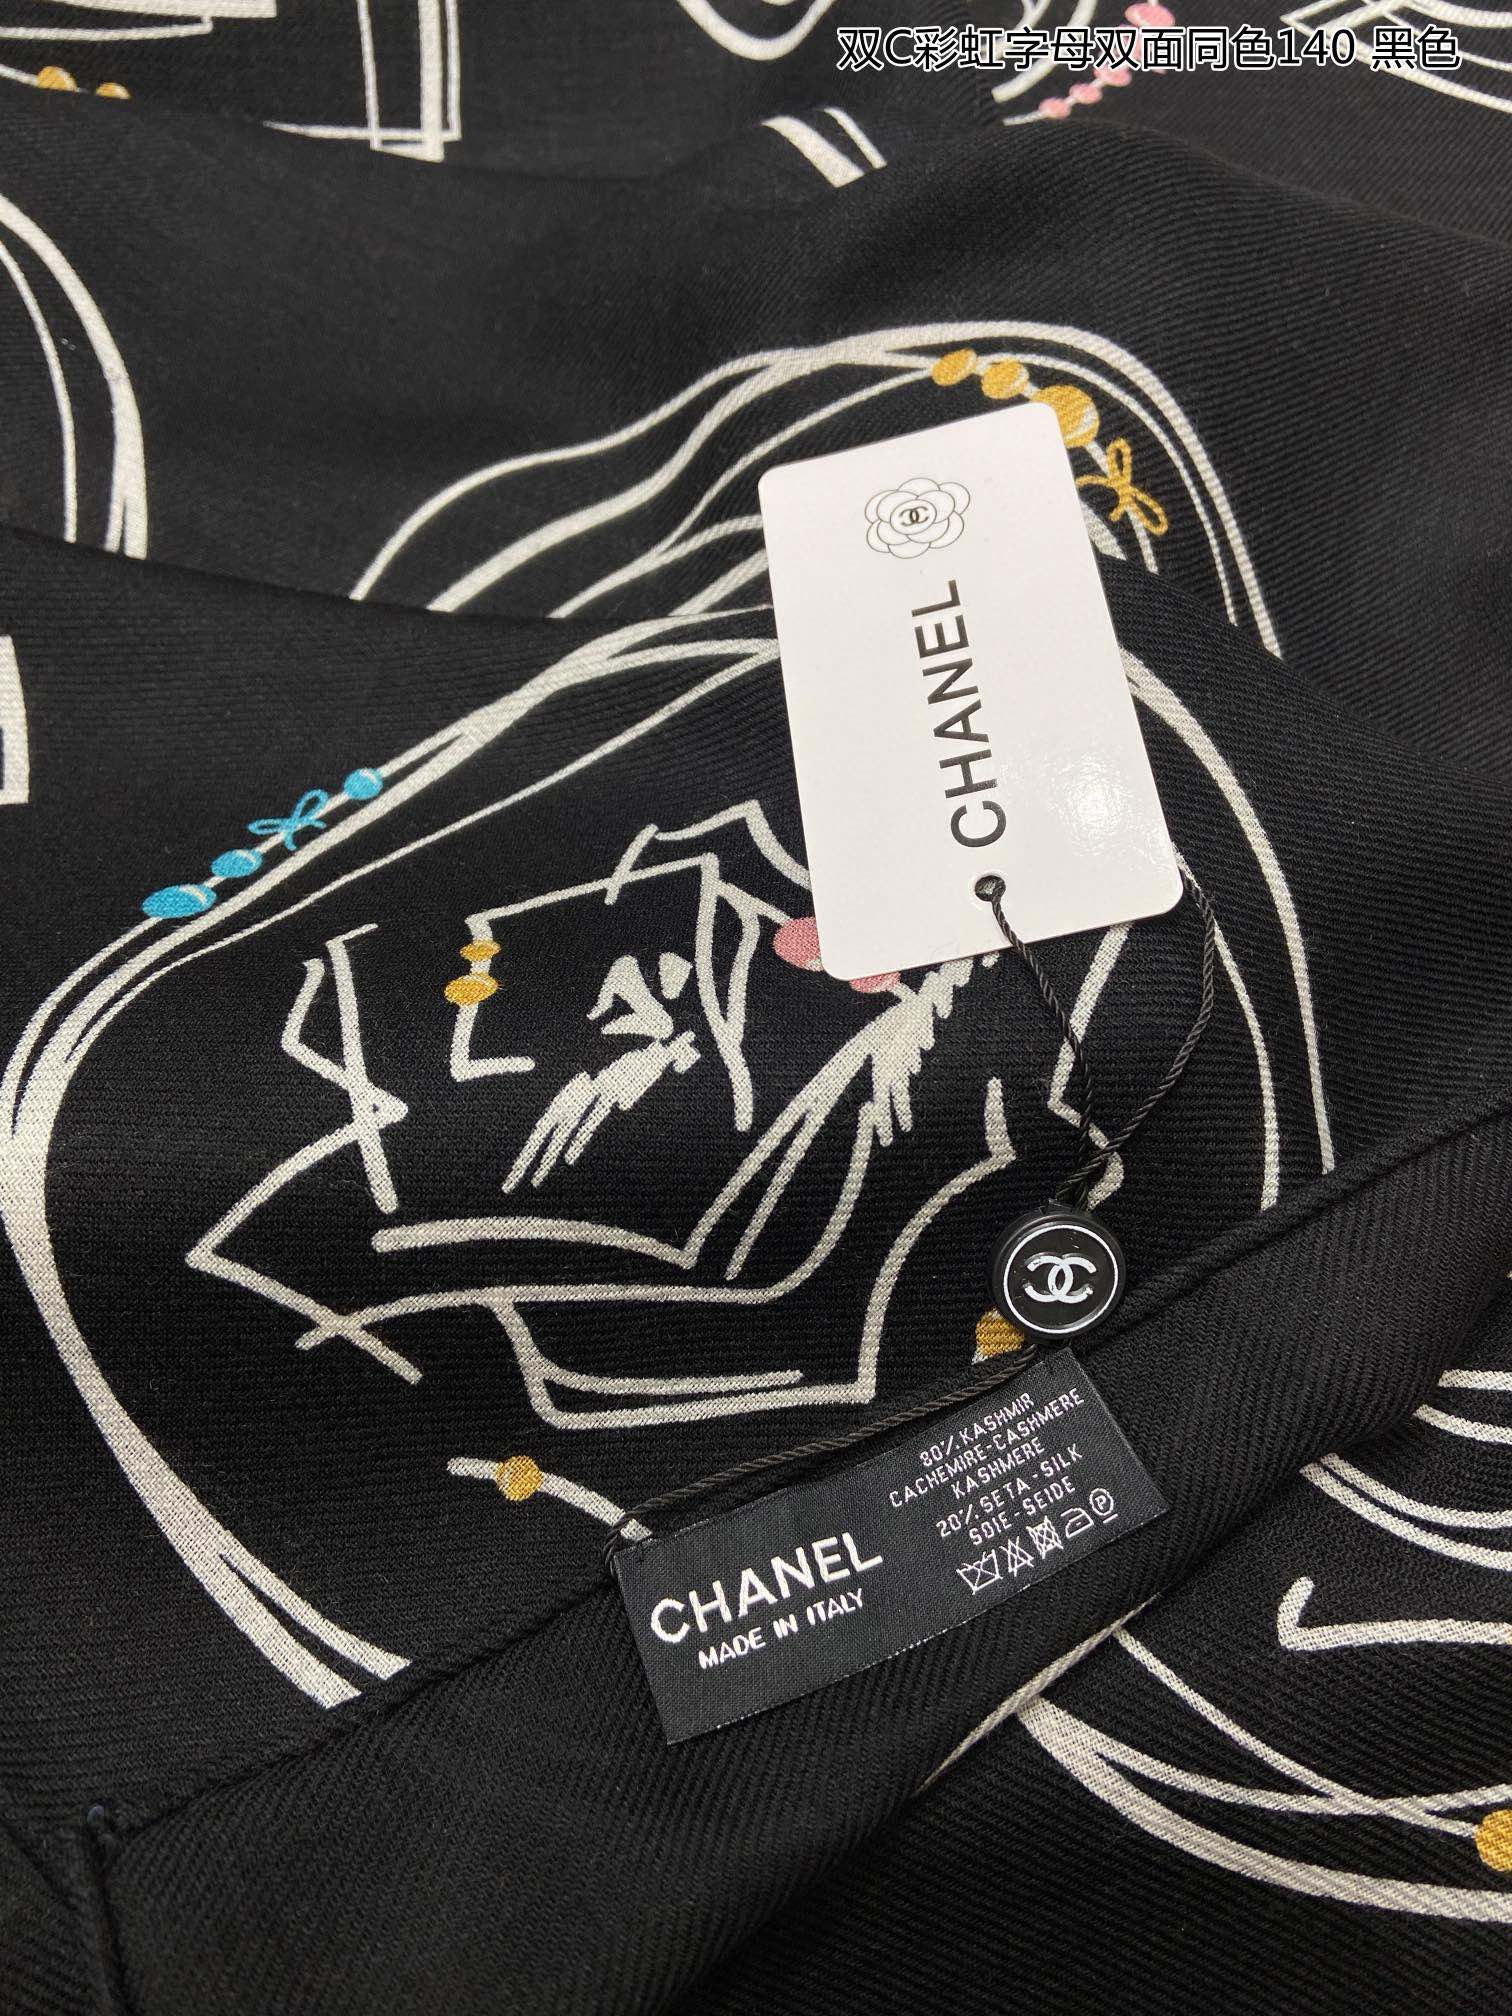 双C彩虹字母双面同色140 黑色
CHANEL
80%KASHMIR
CACHEMIRE-CASHMERE
KASHMERE
20%SETA-SILK
SOIE-SEIDE
CHANEL
MADE IN ITALY
P